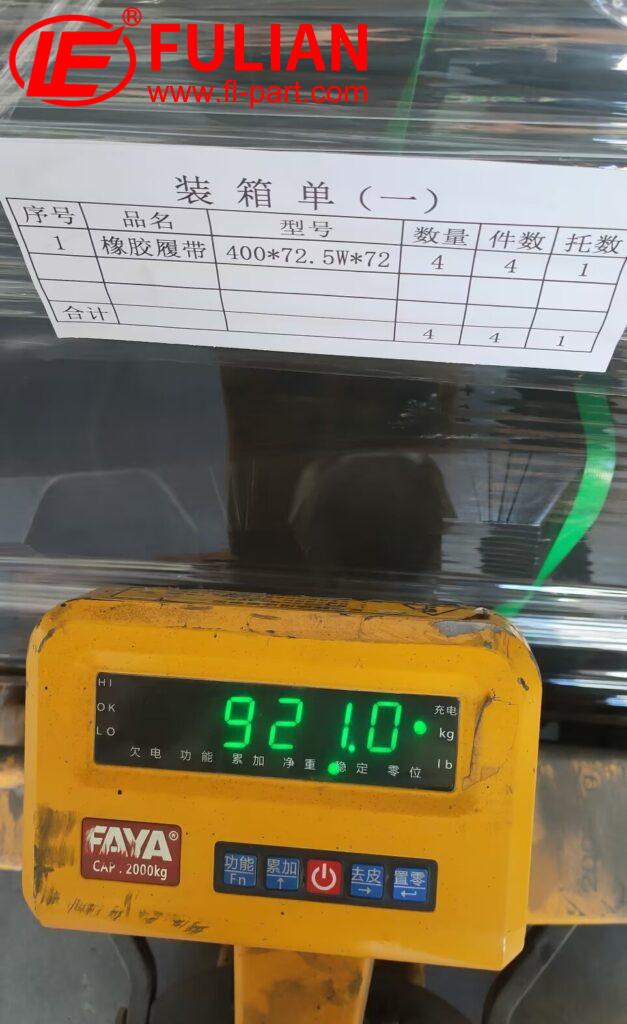 LF ® FULIAN
www.fl-part.com
装箱单(一)
序号 品名 型号 数量 件数 托数
1 橡胶履带 400*72.5W*72 4 4 1
合计 4 4 1
HI
OK
LO
921.0
充电
kg
lb
欠电 功能 累加 净重 稳定 零位
FAYA®
CAP.2000kg
功能 Fn
累加 ↑
去皮 →
置零 ↵